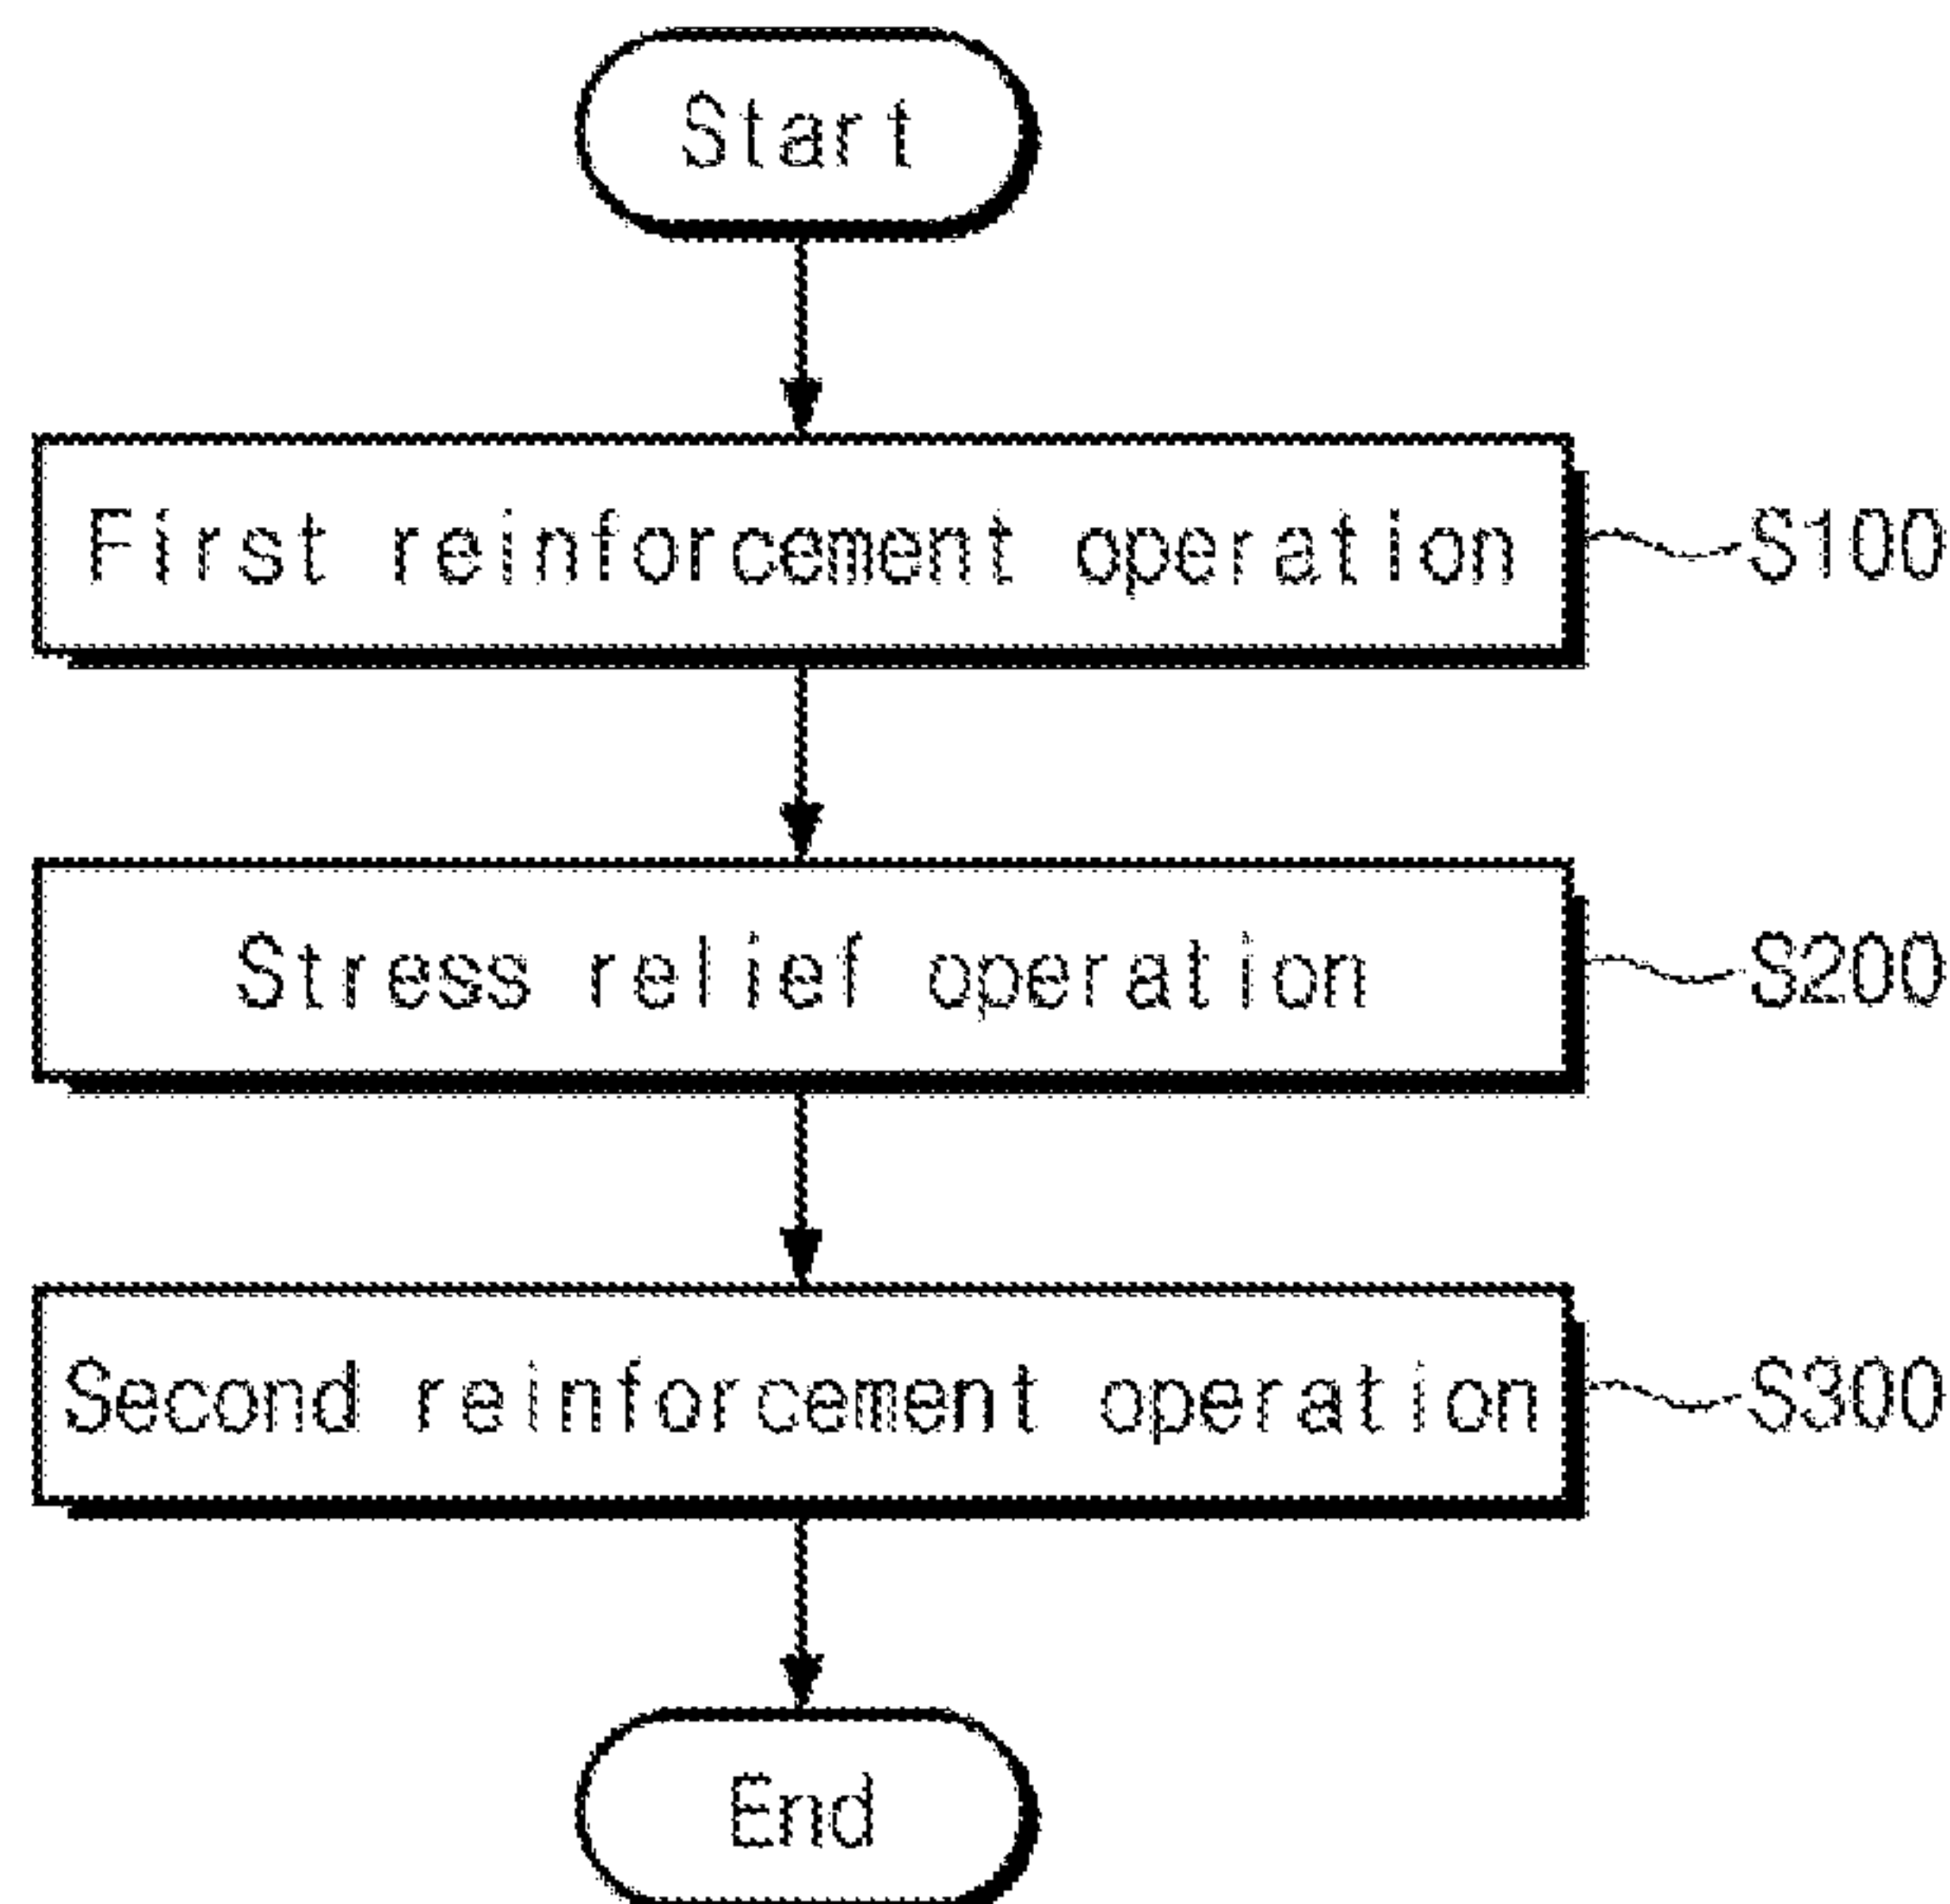 Start
First reinforcement operation S100
Stress relief operation S200
Second reinforcement operation S300
End